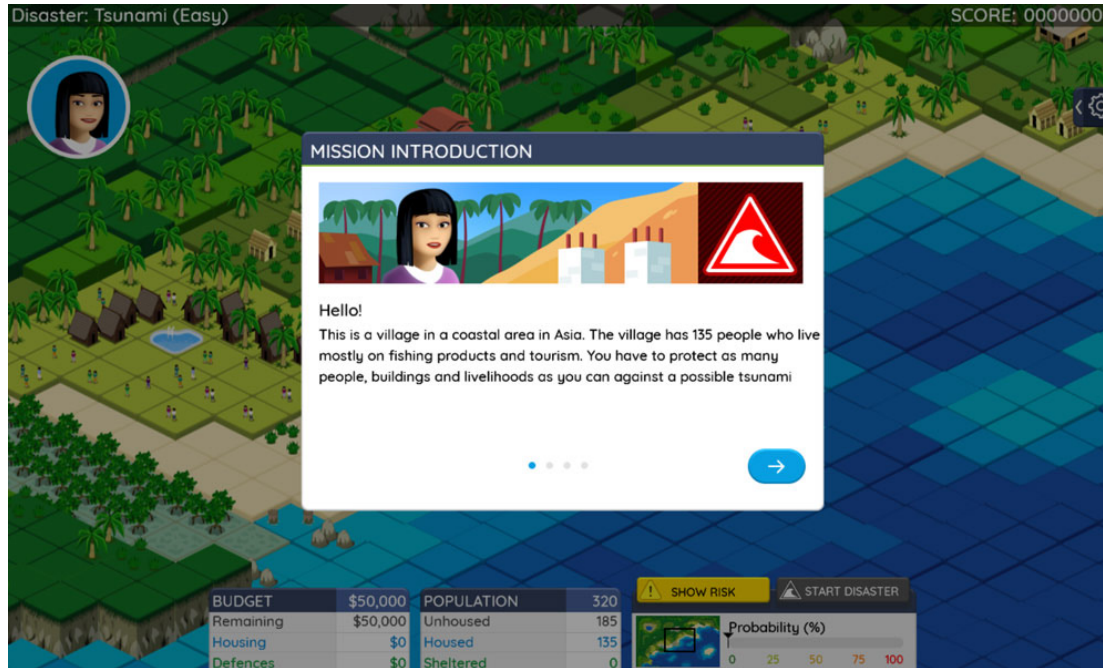 Disaster: Tsunami (Easy)
SCORE: 0000000
MISSION INTRODUCTION
Hello!
This is a village in a coastal area in Asia. The village has 135 people who live
mostly on fishing products and tourism. You have to protect as many
people, buildings and livelihoods as you can against a possible tsunami
SHOW RISK
START DISASTER
BUDGET $50,000
Remaining $50,000
Housing $0
Defences $0
POPULATION 320
Unhoused 185
Housed 135
Sheltered 0
Probability (%)
0 25 50 75 100